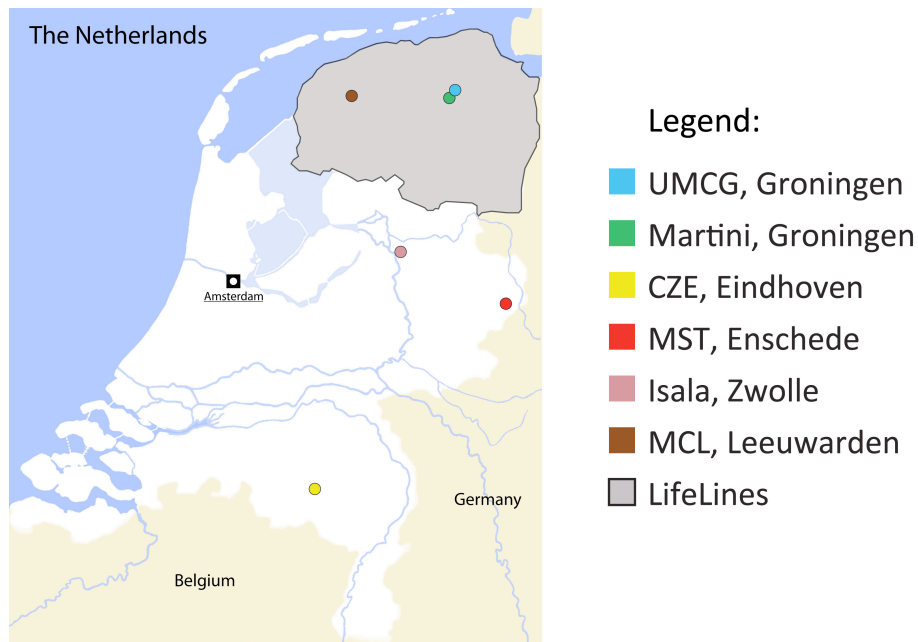 The Netherlands
Amsterdam
Germany
Belgium
Legend:
UMCG, Groningen
Martini, Groningen
CZE, Eindhoven
MST, Enschede
Isala, Zwolle
MCL, Leeuwarden
LifeLines